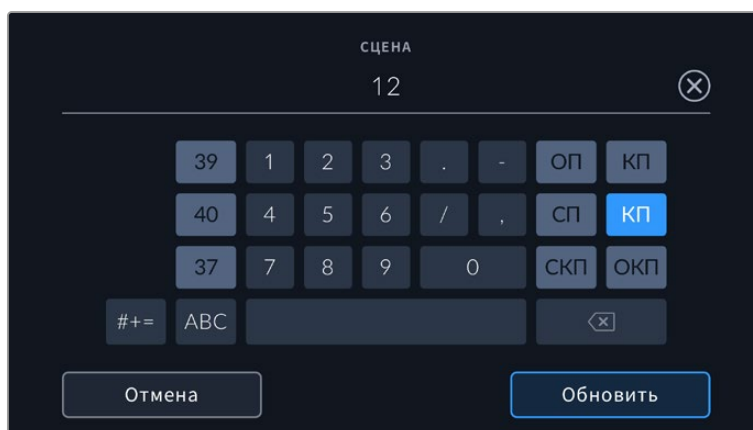 СЦЕНА
12
39 1 2 3 . - ОП КП
40 4 5 6 / , СП КП
37 7 8 9 0 СКП ОКП
#+= ABC
Отмена Обновить